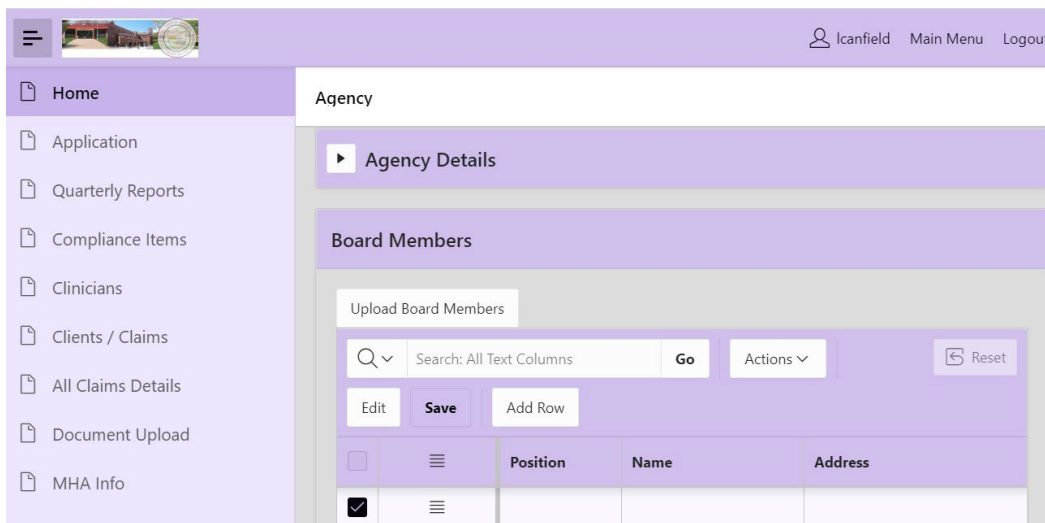 lcanfield Main Menu Logou
Home
Application
Quarterly Reports
Compliance Items
Clinicians
Clients / Claims
All Claims Details
Document Upload
MHA Info
Agency
Agency Details
Board Members
Upload Board Members
Search: All Text Columns Go Actions Reset
Edit Save Add Row
Position Name Address